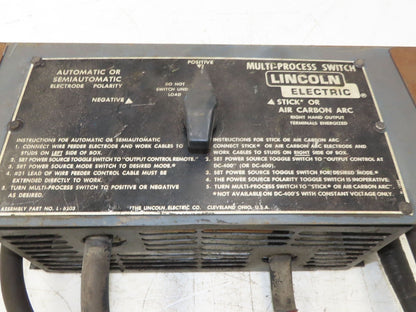 POSITIVE
AUTOMATIC OR
SEMIAUTOMATIC
ELECTRODE POLARITY
NEGATIVE
DO NOT
SWITCH UNDER
LOAD
MULTI-PROCESS SWITCH
LINCOLN
ELECTRIC
STICK* OR
AIR CARBON ARC
RIGHT HAND OUTPUT
TERMINALS ENERGIZED
INSTRUCTIONS FOR AUTOMATIC OR SEMIAUTOMATIC
1. CONNECT WIRE FEEDER ELECTRODE AND WORK CABLES TO
STUDS ON LEFT SIDE OF BOX.
2. SET POWER SOURCE TOGGLE SWITCH TO "OUTPUT CONTROL REMOTE."
3. SET POWER SOURCE MODE SWITCH TO DESIRED MODE.*
4. #21 LEAD OF WIRE FEEDER CONTROL CABLE MUST BE
EXTENDED DIRECTLY TO WORK.
5. TURN MULTI-PROCESS SWITCH TO POSITIVE OR NEGATIVE
AS DESIRED.
INSTRUCTIONS FOR STICK OR AIR CARBON ARC
1. CONNECT STICK* OR AIR CARBON ARC ELECTRODE AND
WORK CABLES TO STUDS ON RIGHT SIDE OF BOX.
2. SET POWER SOURCE TOGGLE SWITCH TO "OUTPUT CONTROL AT
DC-400" (OR DC-600).
3. SET POWER SOURCE TOGGLE SWITCH FOR DESIRED MODE.*
4. THE POWER SOURCE POLARITY TOGGLE SWITCH IS INOPERATIVE.
5. TURN MULTI-PROCESS SWITCH TO "STICK* OR AIR CARBON ARC"
*NOT AVAILABLE ON DC-400'S WITH CONSTANT VOLTAGE ONLY.
ASSEMBLY PART NO. L-6303
THE LINCOLN ELECTRIC CO. CLEVELAND OHIO, U.S.A.